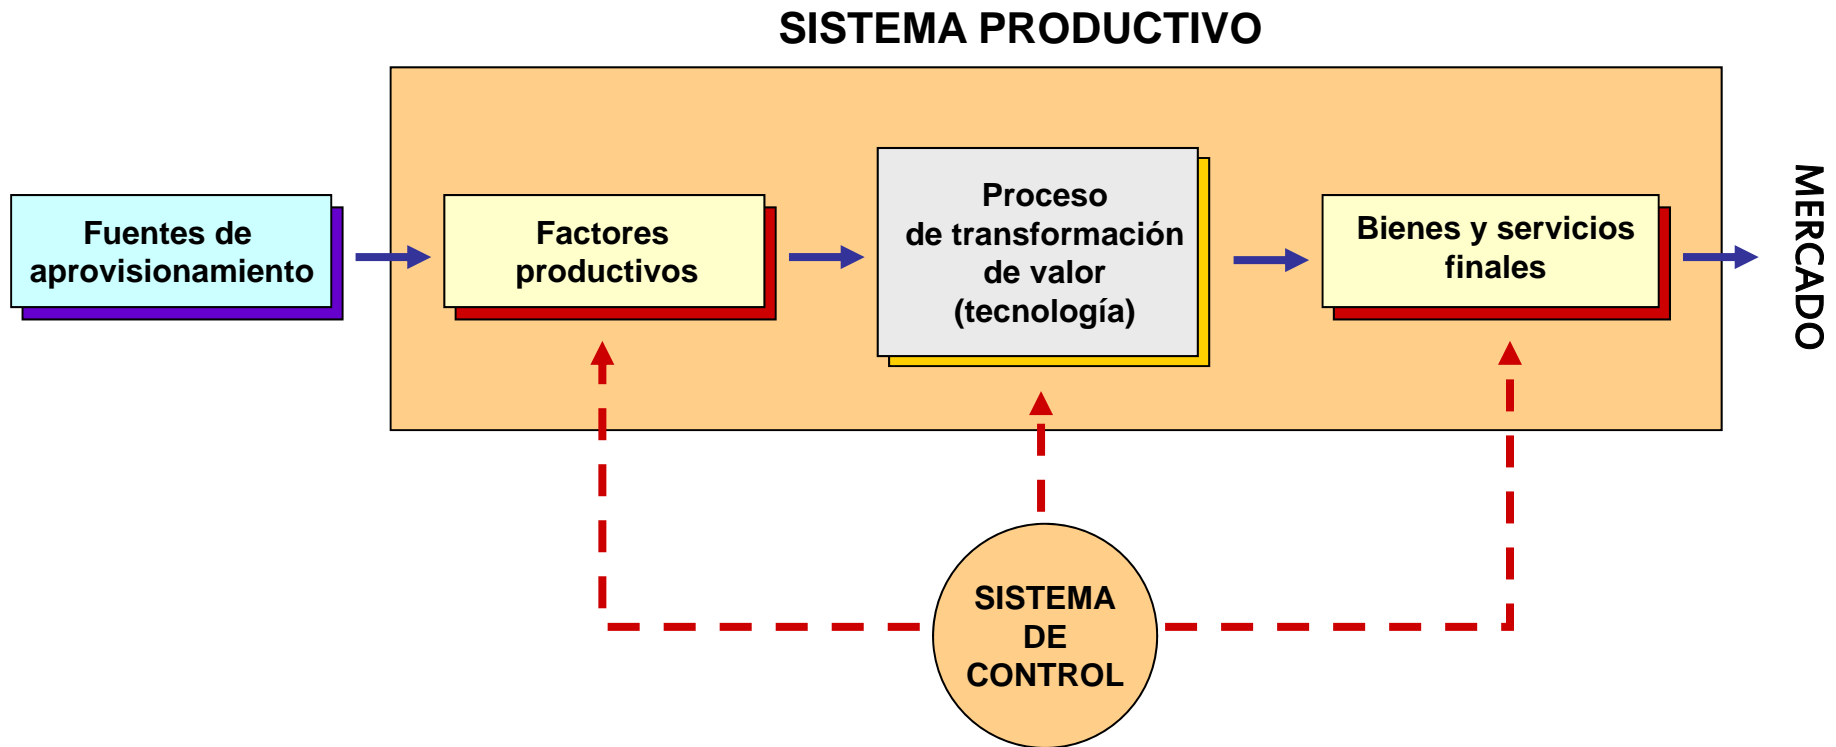 SISTEMA PRODUCTIVO
Fuentes de
aprovisionamiento
Factores
productivos
Proceso
de transformación
de valor
(tecnología)
Bienes y servicios
finales
MERCADO
SISTEMA
DE
CONTROL